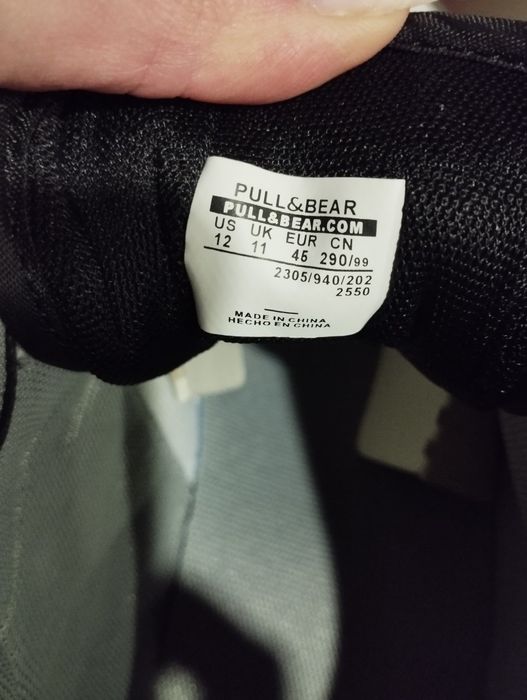 PULL&BEAR
PULL&BEAR.COM
US UK EUR CN
12 11 45 290/99
2305/940/202
2550
MADE IN CHINA
HECHO EN CHINA